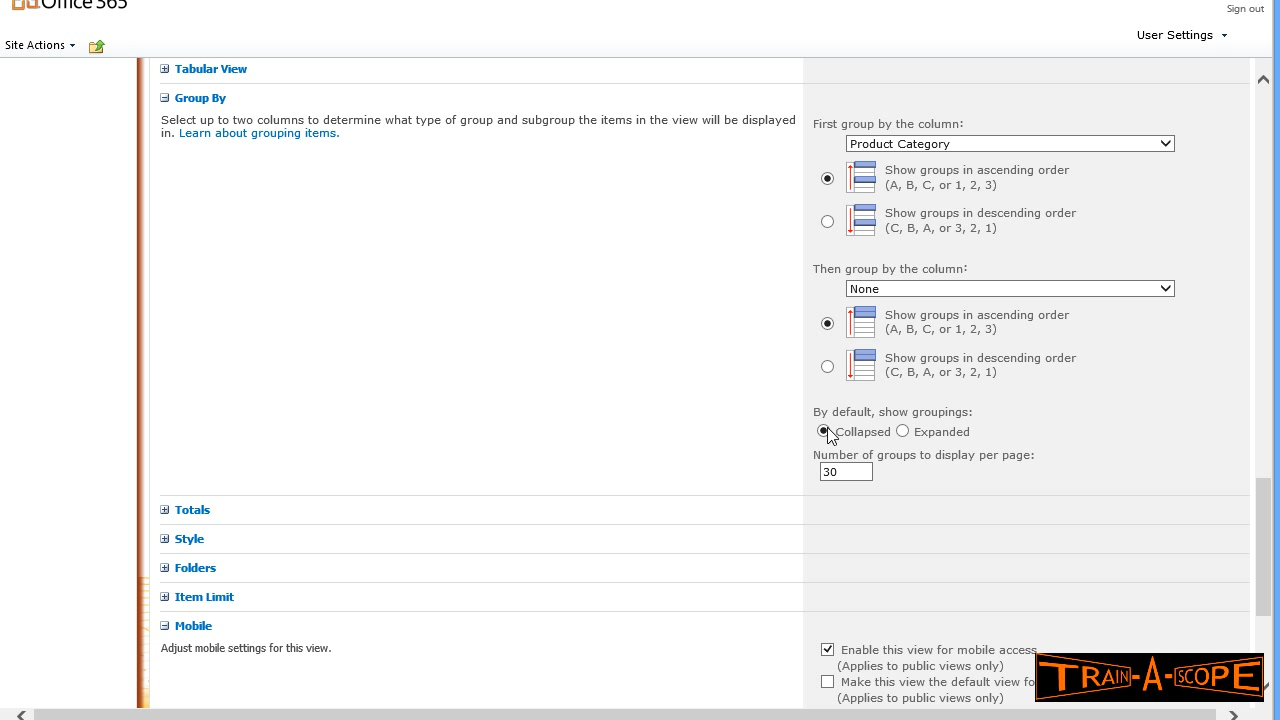 Office 365
Sign out
Site Actions
User Settings
Tabular View
Group By
Select up to two columns to determine what type of group and subgroup the items in the view will be displayed
in. Learn about grouping items.
First group by the column:
Product Category
Show groups in ascending order
(A, B, C, or 1, 2, 3)
Show groups in descending order
(C, B, A, or 3, 2, 1)
Then group by the column:
None
Show groups in ascending order
(A, B, C, or 1, 2, 3)
Show groups in descending order
(C, B, A, or 3, 2, 1)
By default, show groupings:
Collapsed Expanded
Number of groups to display per page:
30
Totals
Style
Folders
Item Limit
Mobile
Adjust mobile settings for this view.
Enable this view for mobile access
(Applies to public views only)
Make this view the default view fo
(Applies to public views only)
TRAIN-A-SCOPE